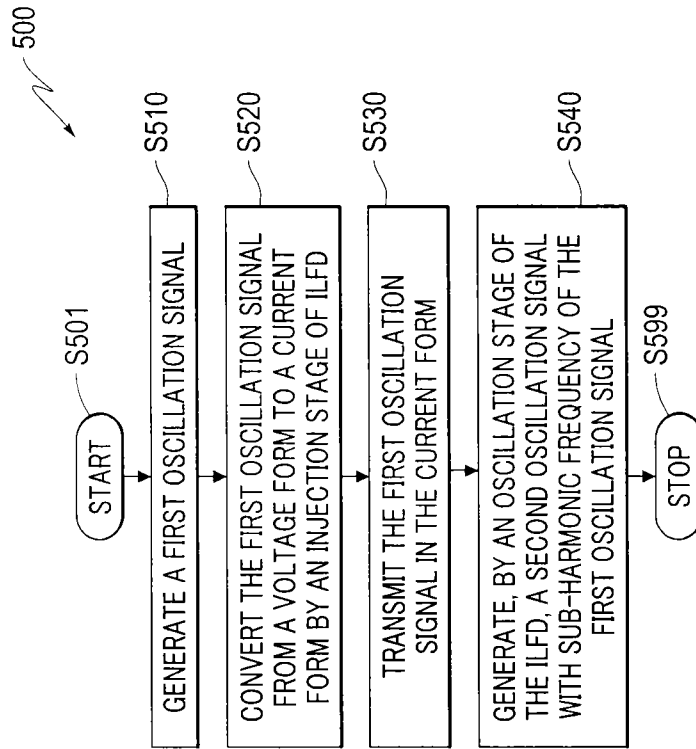 500
START
S501
GENERATE A FIRST OSCILLATION SIGNAL
S510
CONVERT THE FIRST OSCILLATION SIGNAL
FROM A VOLTAGE FORM TO A CURRENT
FORM BY AN INJECTION STAGE OF ILFD
S520
TRANSMIT THE FIRST OSCILLATION
SIGNAL IN THE CURRENT FORM
S530
GENERATE, BY AN OSCILLATION STAGE OF
THE ILFD, A SECOND OSCILLATION SIGNAL
WITH SUB-HARMONIC FREQUENCY OF THE
FIRST OSCILLATION SIGNAL
S540
STOP
S599